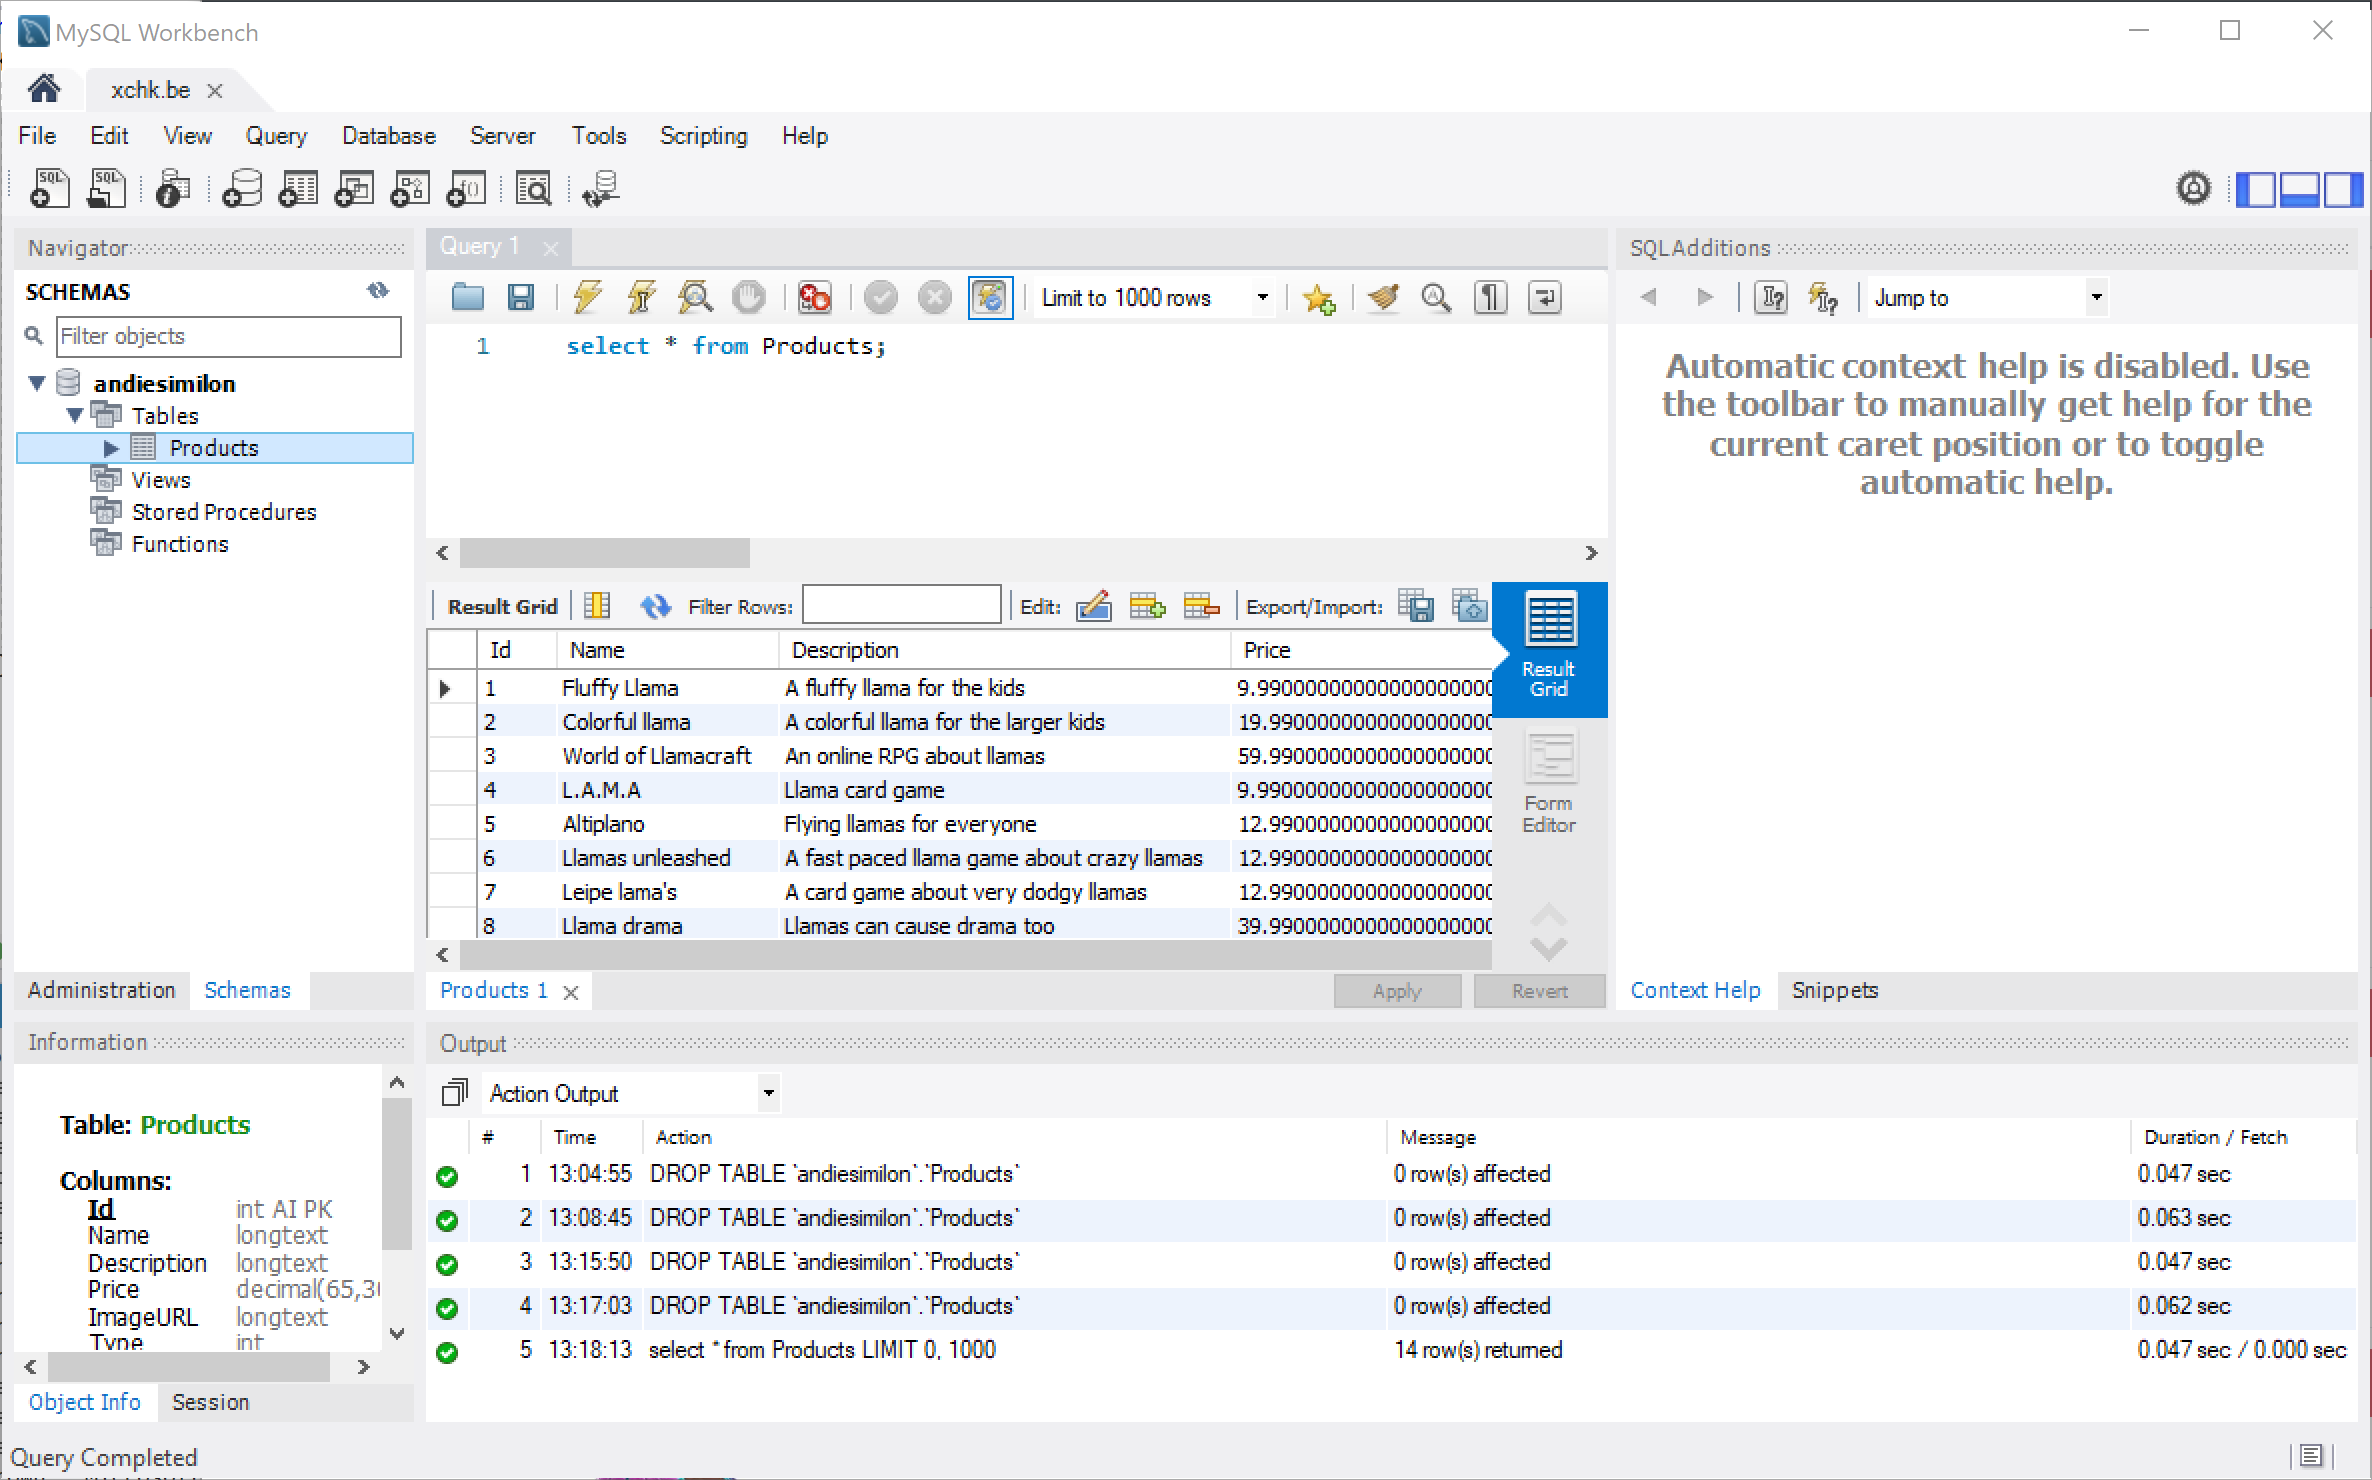 MySQL Workbench
xchk.be
File Edit View Query Database Server Tools Scripting Help
SQL SQL f()
Navigator
SCHEMAS
Filter objects
andiesimilon
Tables
Products
Views
Stored Procedures
Functions
Administration Schemas
Query 1
Limit to 1000 rows
1 select * from Products;
Result Grid Filter Rows: Edit: Export/Import:
Id Name Description Price
1 Fluffy Llama A fluffy llama for the kids 9.990000000000000000000
2 Colorful llama A colorful llama for the larger kids 19.99000000000000000000
3 World of Llamacraft An online RPG about llamas 59.99000000000000000000
4 L.A.M.A Llama card game 9.990000000000000000000
5 Altiplano Flying llamas for everyone 12.99000000000000000000
6 Llamas unleashed A fast paced llama game about crazy llamas 12.99000000000000000000
7 Leipe lama's A card game about very dodgy llamas 12.99000000000000000000
8 Llama drama Llamas can cause drama too 39.99000000000000000000
Result
Grid
Form
Editor
Products 1 Apply Revert
SQLAdditions
Jump to
Automatic context help is disabled. Use
the toolbar to manually get help for the
current caret position or to toggle
automatic help.
Context Help Snippets
Information
Table: Products
Columns:
Id int AI PK
Name longtext
Description longtext
Price decimal(65,3
ImageURL longtext
Type int
Object Info Session
Output
Action Output
# Time Action Message Duration / Fetch
1 13:04:55 DROP TABLE `andiesimilon`.`Products` 0 row(s) affected 0.047 sec
2 13:08:45 DROP TABLE `andiesimilon`.`Products` 0 row(s) affected 0.063 sec
3 13:15:50 DROP TABLE `andiesimilon`.`Products` 0 row(s) affected 0.047 sec
4 13:17:03 DROP TABLE `andiesimilon`.`Products` 0 row(s) affected 0.062 sec
5 13:18:13 select * from Products LIMIT 0, 1000 14 row(s) returned 0.047 sec / 0.000 sec
Query Completed